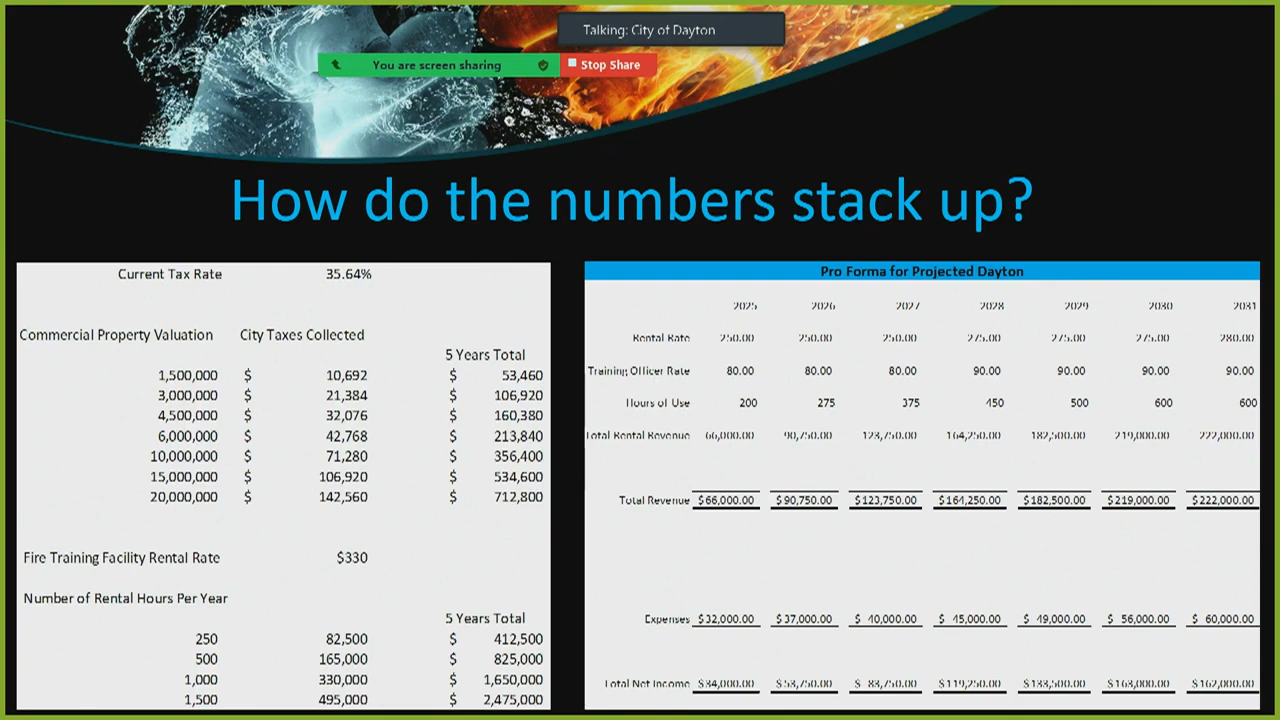 Talking: City of Dayton
You are screen sharing Stop Share
How do the numbers stack up?
Current Tax Rate 35.64%
Commercial Property Valuation City Taxes Collected
5 Years Total
1,500,000 $ 10,692 $ 53,460
3,000,000 $ 21,384 $ 106,920
4,500,000 $ 32,076 $ 160,380
6,000,000 $ 42,768 $ 213,840
10,000,000 $ 71,280 $ 356,400
15,000,000 $ 106,920 $ 534,600
20,000,000 $ 142,560 $ 712,800
Fire Training Facility Rental Rate $330
Number of Rental Hours Per Year
5 Years Total
250 82,500 $ 412,500
500 165,000 $ 825,000
1,000 330,000 $ 1,650,000
1,500 495,000 $ 2,475,000
Pro Forma for Projected Dayton
2025 2026 2027 2028 2029 2030 2031
Rental Rate 250.00 250.00 250.00 275.00 275.00 275.00 280.00
Training Officer Rate 80.00 80.00 80.00 90.00 90.00 90.00 90.00
Hours of Use 200 275 375 450 500 600 600
Total Rental Revenue 66,000.00 90,750.00 123,750.00 164,250.00 182,500.00 219,000.00 222,000.00
Total Revenue $66,000.00 $90,750.00 $123,750.00 $164,250.00 $182,500.00 $219,000.00 $222,000.00
Expenses $32,000.00 $37,000.00 $ 40,000.00 $ 45,000.00 $ 49,000.00 $ 56,000.00 $ 60,000.00
Total Net Income $34,000.00 $53,750.00 $ 83,750.00 $119,250.00 $133,500.00 $163,000.00 $162,000.00